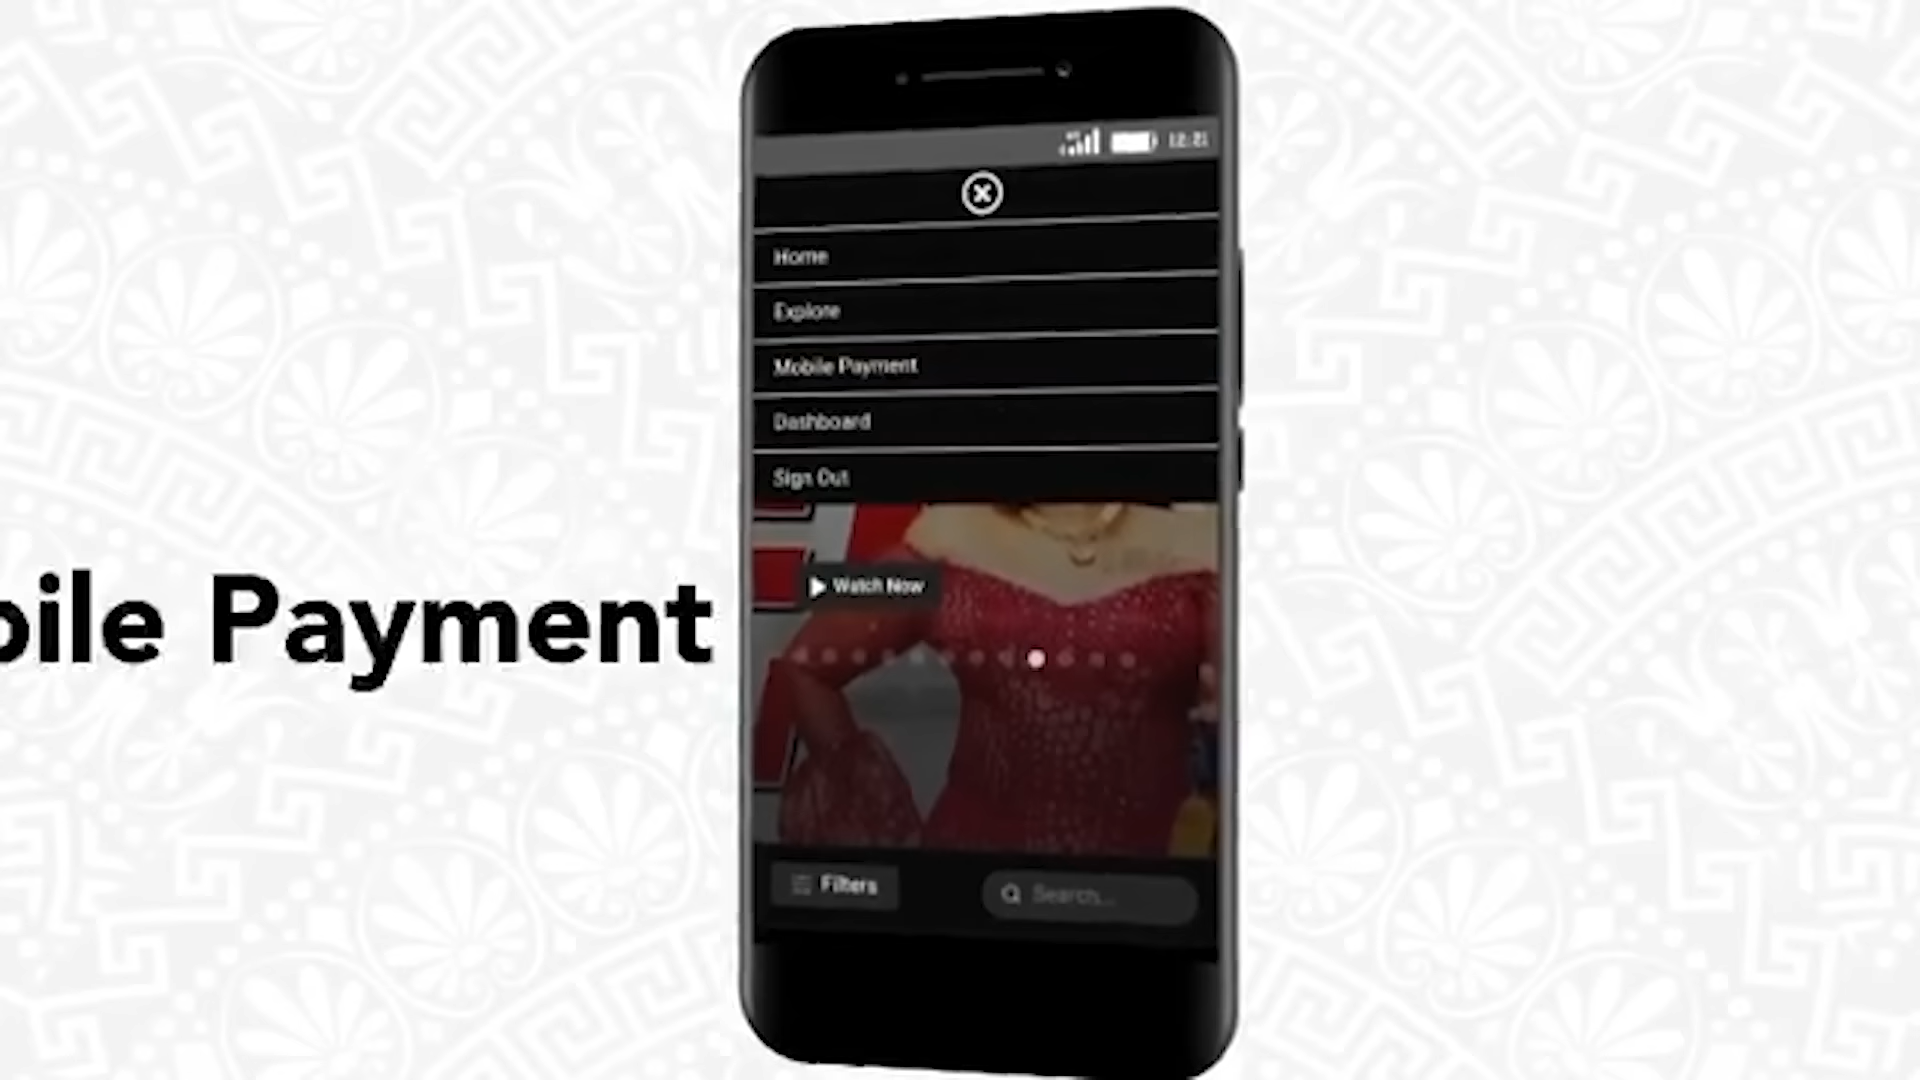 12:21
Home
Explore
Mobile Payment
Dashboard
Sign Out
Watch Now
bile Payment
Filters
Search...